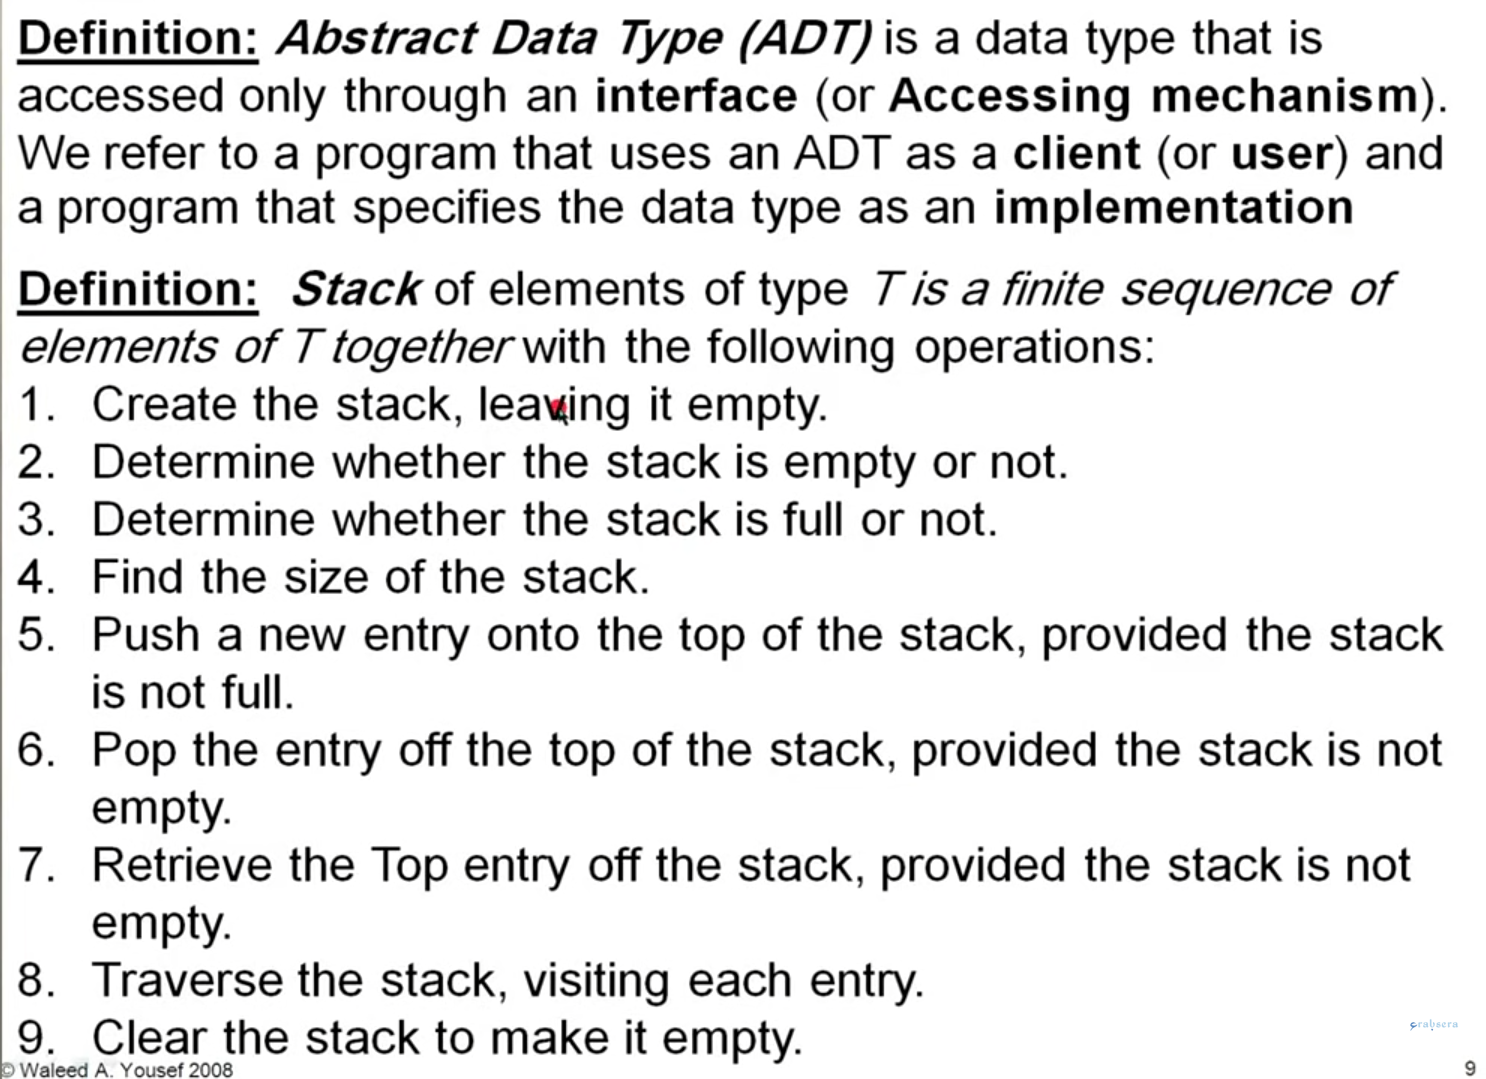 Definition: Abstract Data Type (ADT) is a data type that is
accessed only through an interface (or Accessing mechanism).
We refer to a program that uses an ADT as a client (or user) and
a program that specifies the data type as an implementation
Definition: Stack of elements of type T is a finite sequence of
elements of T together with the following operations:
1. Create the stack, leaving it empty.
2. Determine whether the stack is empty or not.
3. Determine whether the stack is full or not.
4. Find the size of the stack.
5. Push a new entry onto the top of the stack, provided the stack
is not full.
6. Pop the entry off the top of the stack, provided the stack is not
empty.
7. Retrieve the Top entry off the stack, provided the stack is not
empty.
8. Traverse the stack, visiting each entry.
9. Clear the stack to make it empty.
© Waleed A. Yousef 2008
9